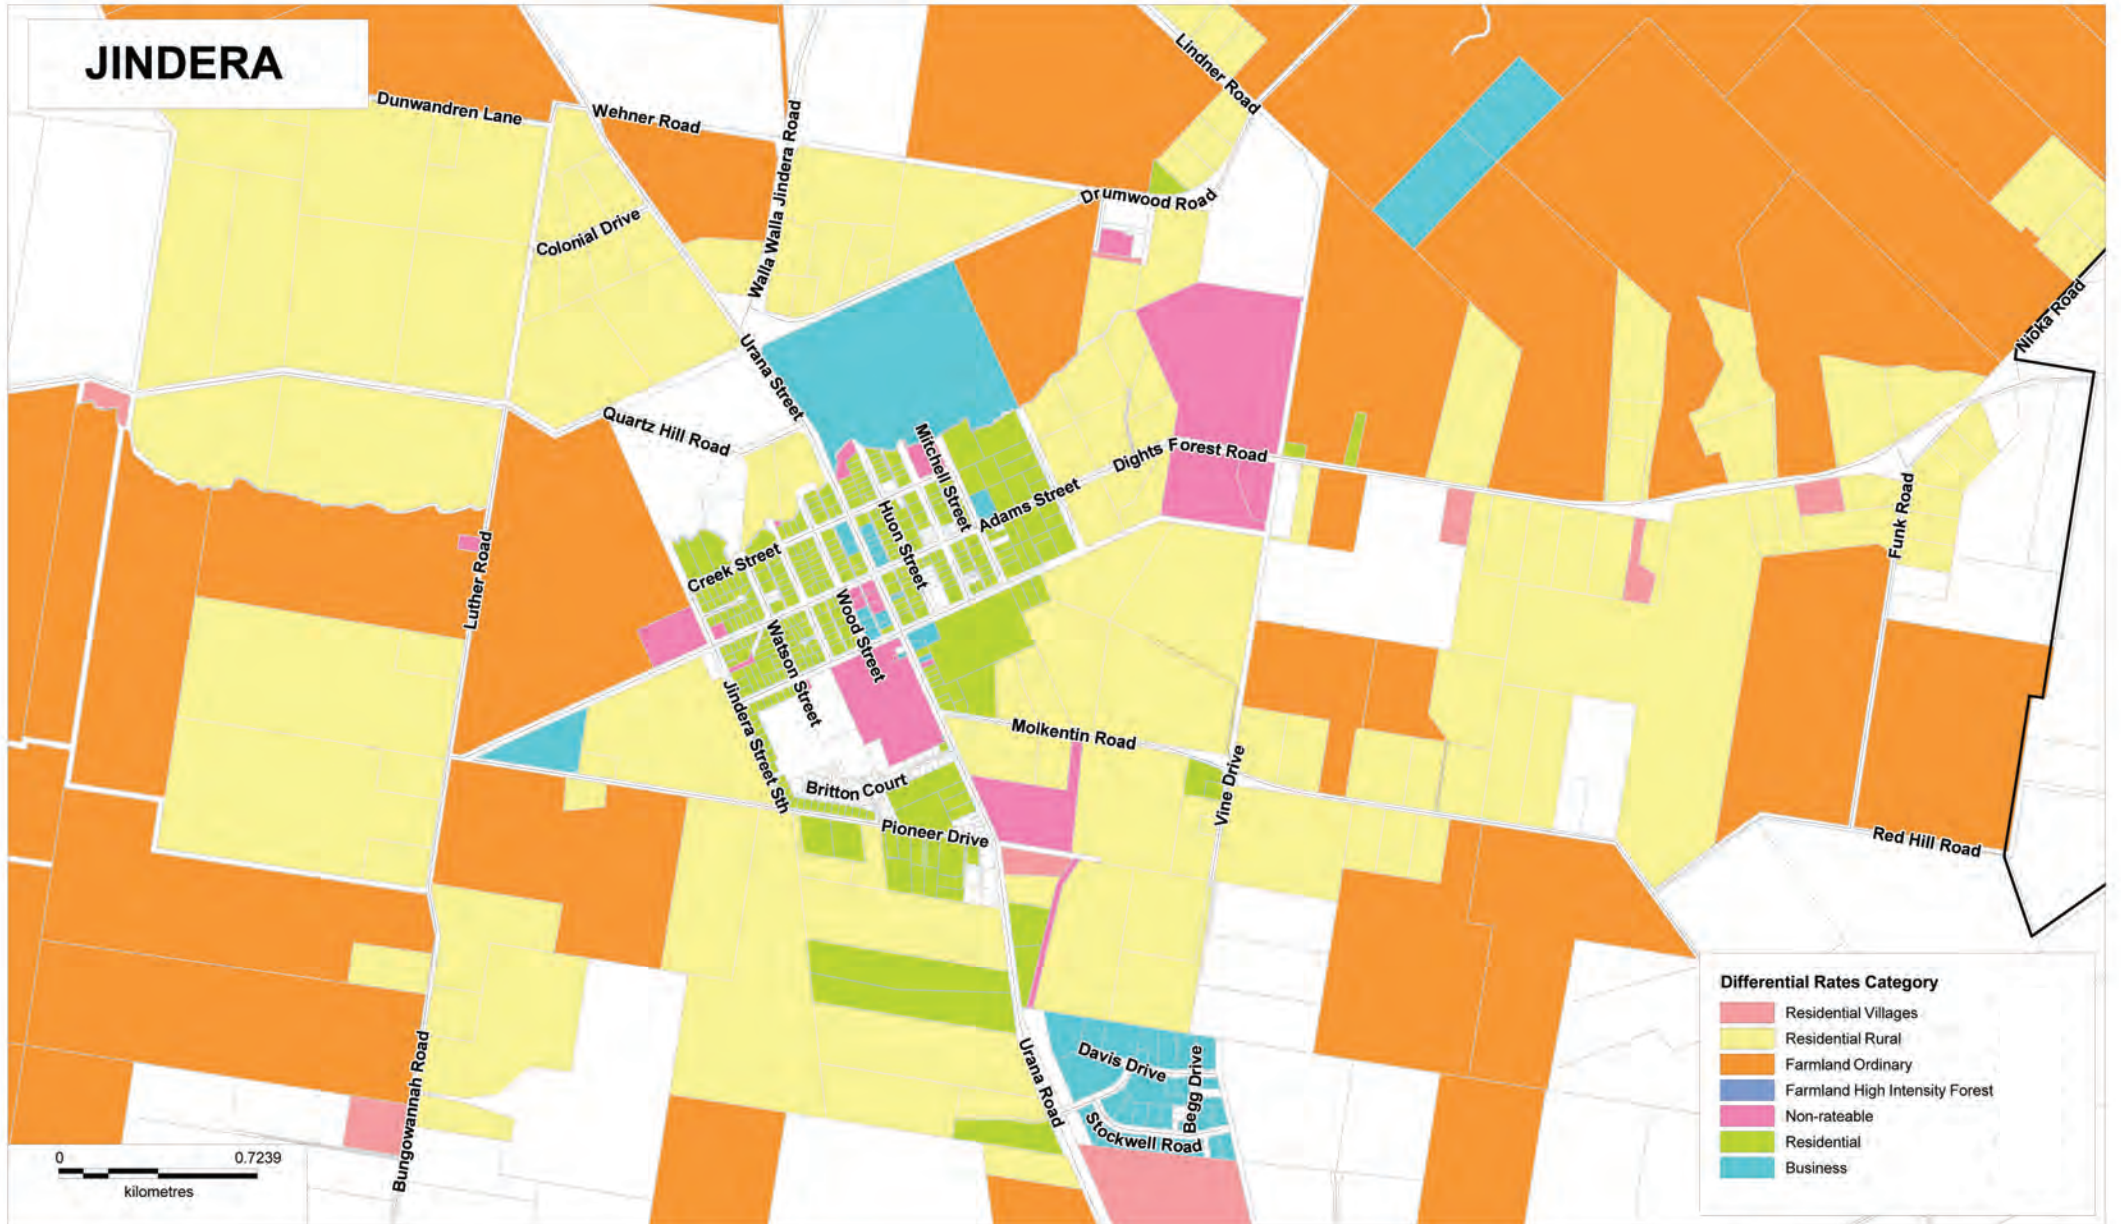 JINDERA
Lindner Road
Dunwandren Lane
Wehner Road
Walla Walla Jindera Road
Drumwood Road
Colonial Drive
Nioka Road
Urana Street
Quartz Hill Road
Mitchell Street
Dights Forest Road
Adams Street
Huon Street
Funk Road
Creek Street
Luther Road
Wood Street
Watson Street
Jindera Street Sth
Molkentin Road
Vine Drive
Britton Court
Pioneer Drive
Red Hill Road
Urana Road
Davis Drive
Begg Drive
Stockwell Road
Bungowannah Road
0 0.7239
kilometres
Differential Rates Category
Residential Villages
Residential Rural
Farmland Ordinary
Farmland High Intensity Forest
Non-rateable
Residential
Business